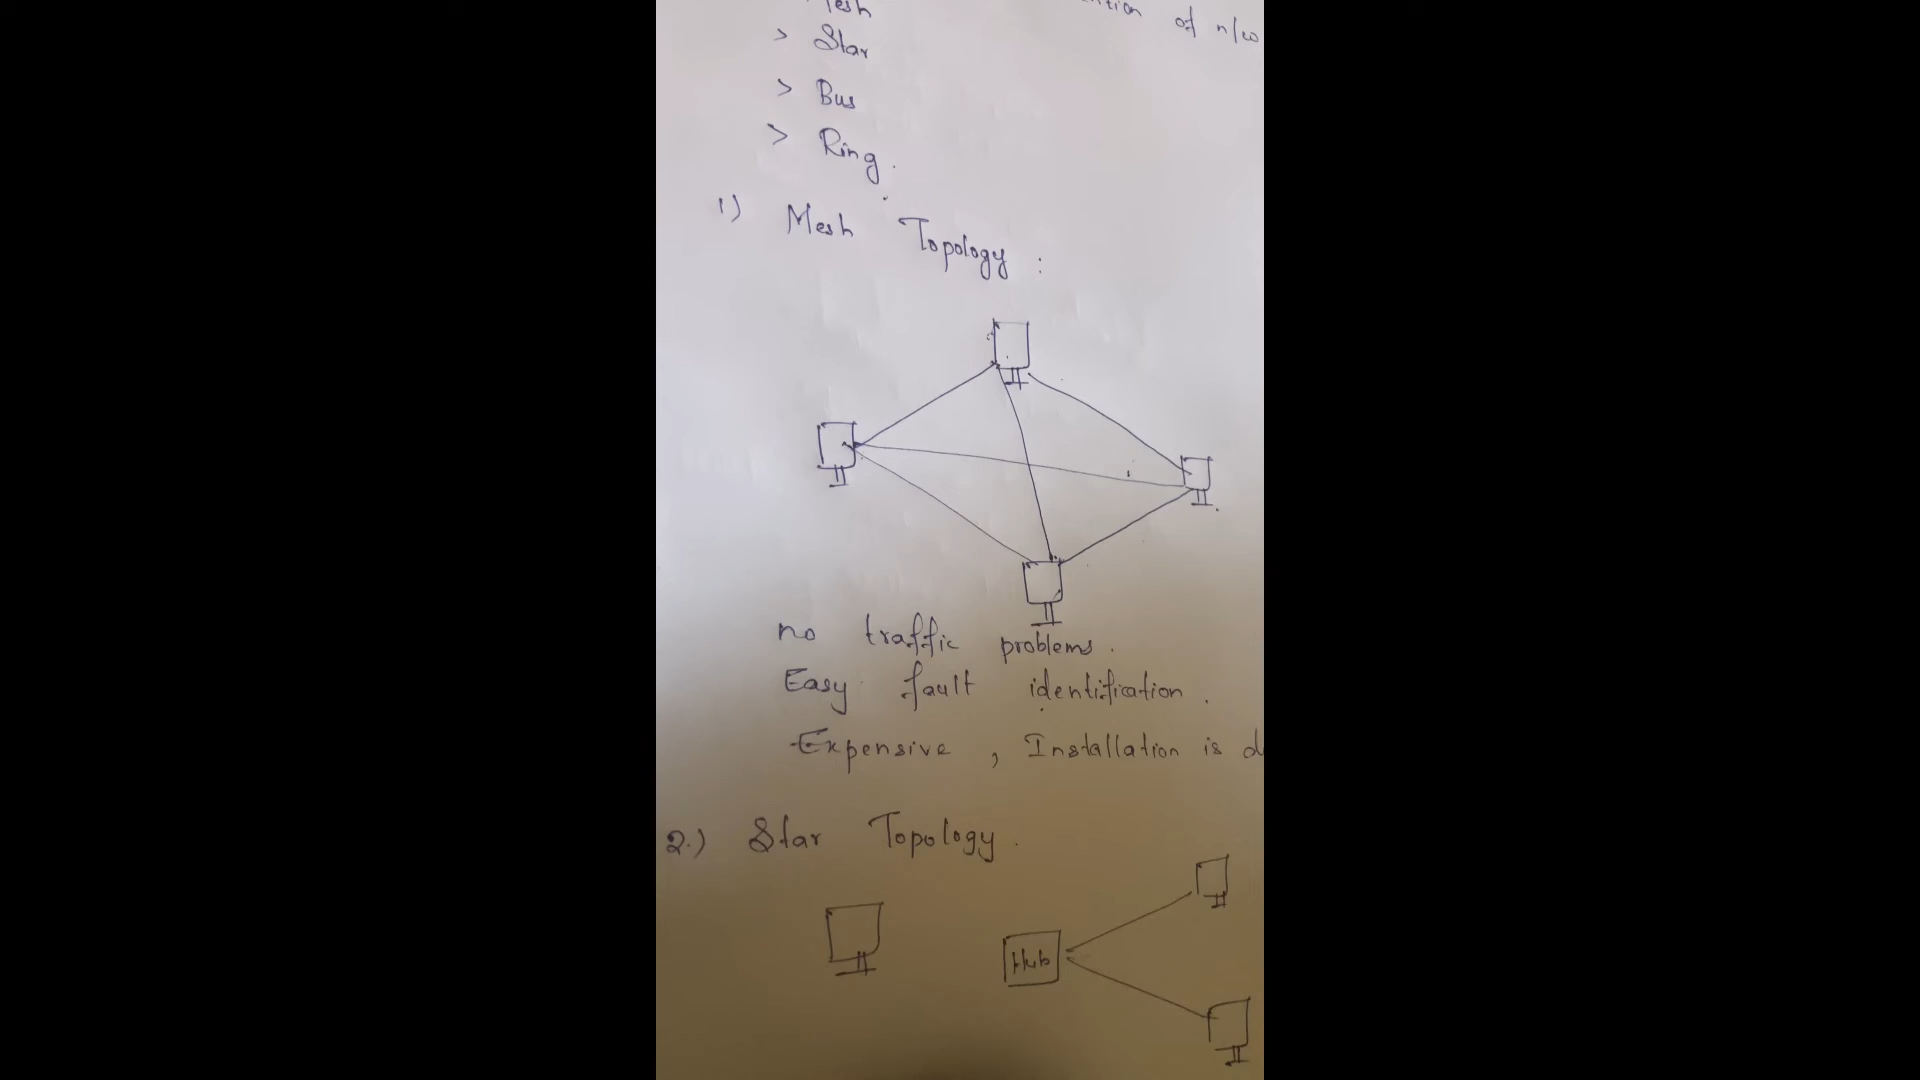 > Star
of n/w
> Bus
> Ring.
1) Mesh Topology :
no traffic problems.
Easy fault identification.
Expensive, Installation is
2.) Star Topology.
Hub